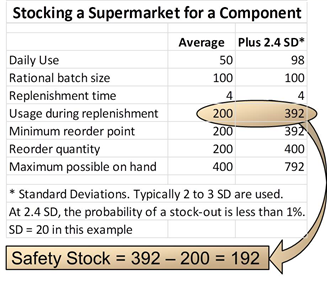 Stocking a Supermarket for a Component
Average Plus 2.4 SD*
Daily Use 50 98
Rational batch size 100 100
Replenishment time 4 4
Usage during replenishment 200 392
Minimum reorder point 200 392
Reorder quantity 200 400
Maximum possible on hand 400 792
* Standard Deviations. Typically 2 to 3 SD are used.
At 2.4 SD, the probability of a stock-out is less than 1%.
SD = 20 in this example
Safety Stock = 392 – 200 = 192